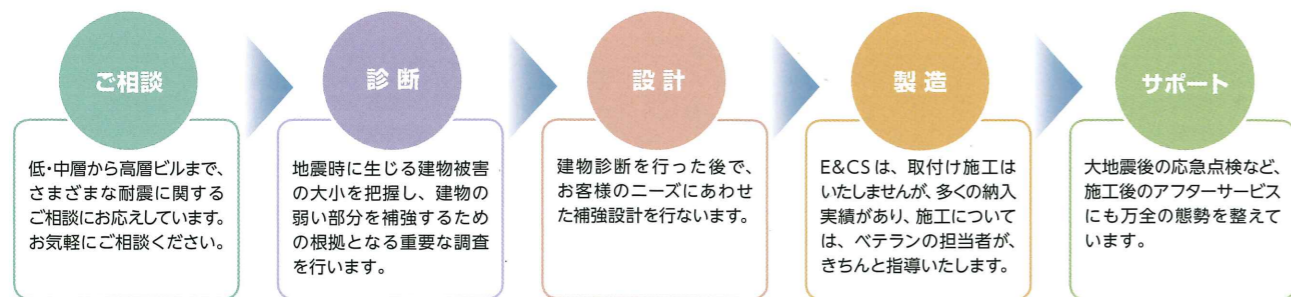 ご相談
低・中層から高層ビルまで、
さまざまな耐震に関する
ご相談にお応えしています。
お気軽にご相談ください。
診断
地震時に生じる建物被害
の大小を把握し、建物の
弱い部分を補強するため
の根拠となる重要な調査
を行います。
設計
建物診断を行った後で、
お客様のニーズにあわせ
た補強設計を行ないます。
製造
E&CSは、取付け施工は
いたしませんが、多くの納入
実績があり、施工について
は、ベテランの担当者が、
きちんと指導いたします。
サポート
大地震後の応急点検など、
施工後のアフターサービス
にも万全の態勢を整えて
います。